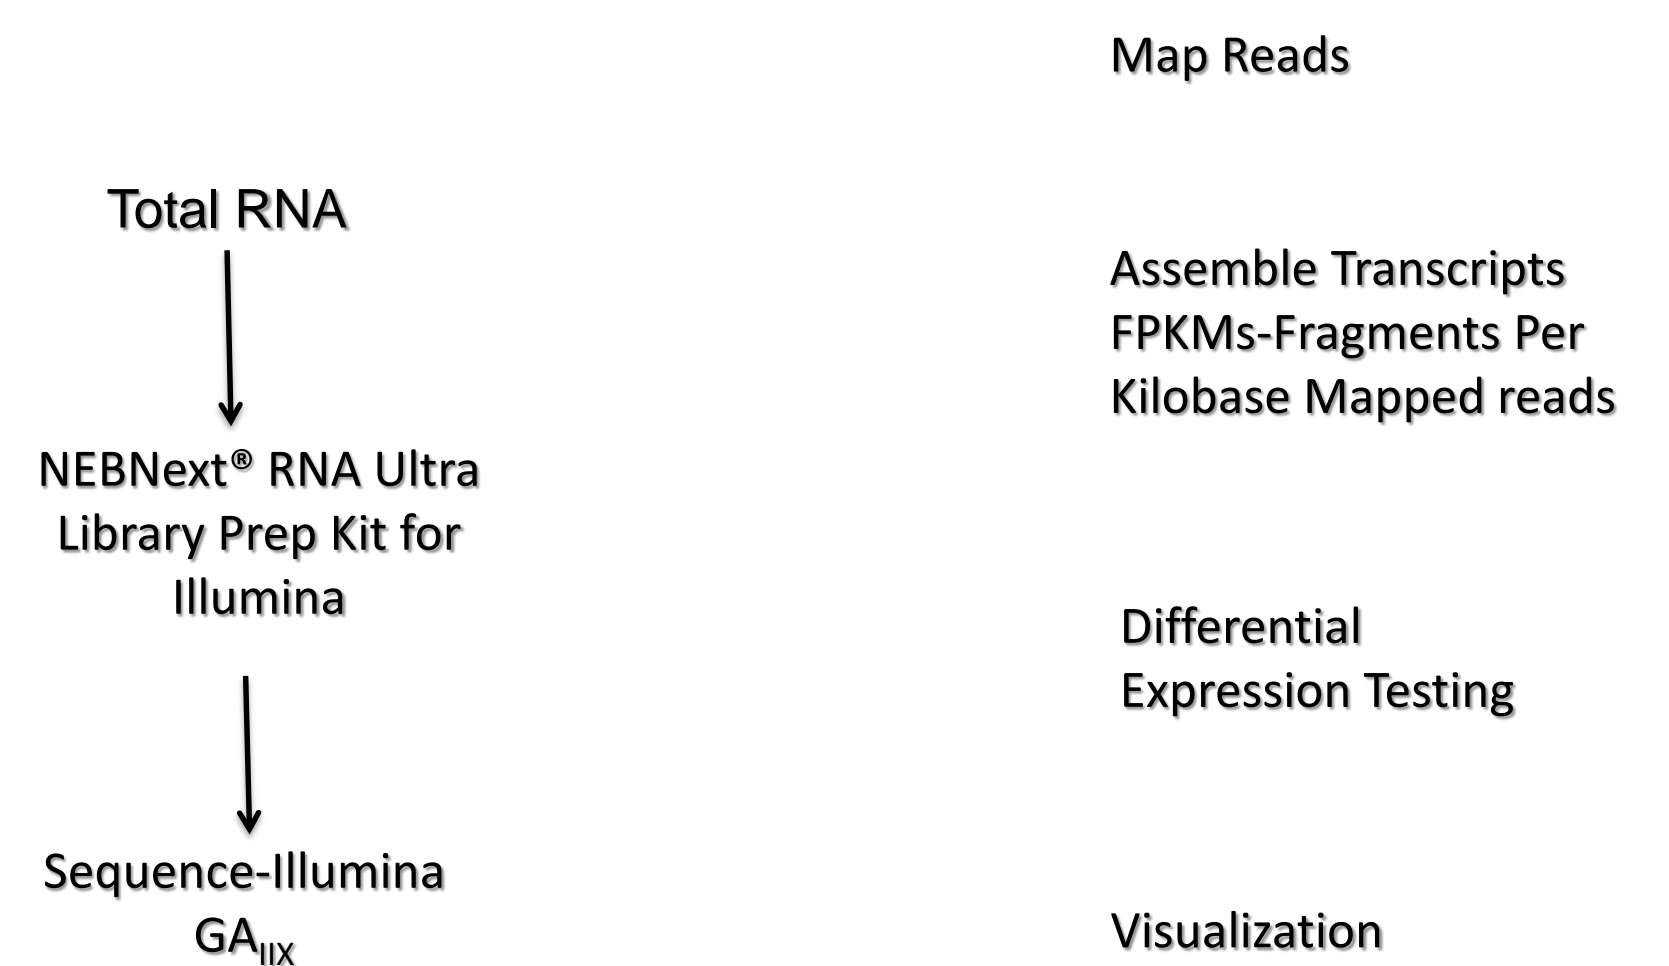 Total RNA
NEBNext® RNA Ultra
Library Prep Kit for
Illumina
Sequence-Illumina
GAIIX
Map Reads
Assemble Transcripts
FPKMs-Fragments Per
Kilobase Mapped reads
Differential
Expression Testing
Visualization